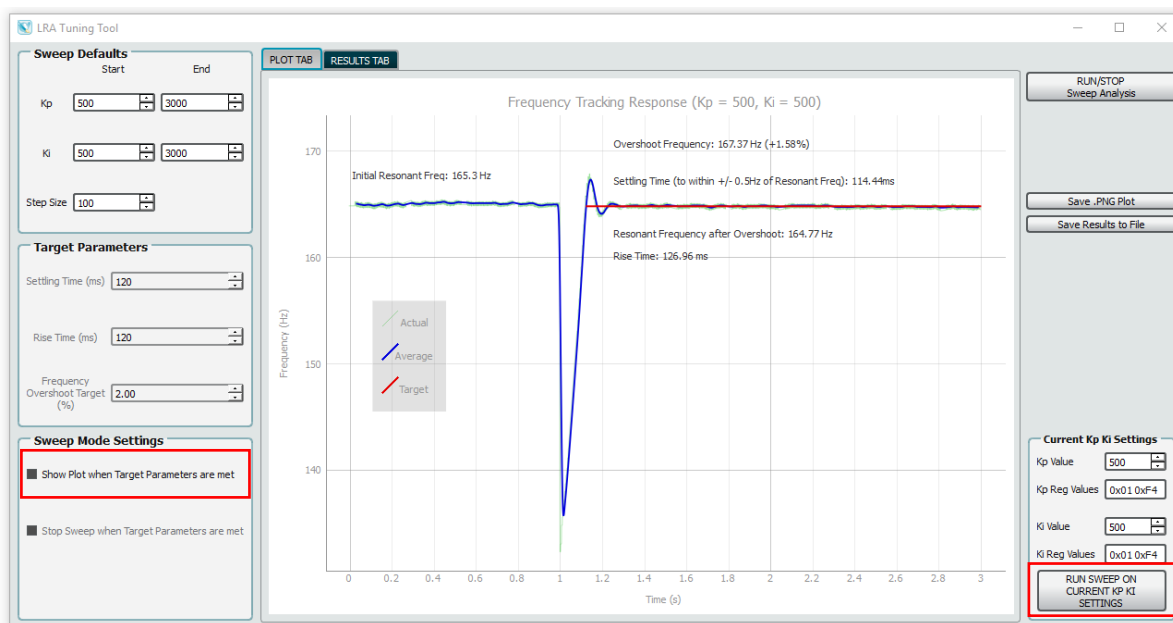 LRA Tuning Tool
Sweep Defaults
Start End
Kp 500 3000
Ki 500 3000
Step Size 100
Target Parameters
Settling Time (ms) 120
Rise Time (ms) 120
Frequency
Overshoot Target 2.00
(%)
Sweep Mode Settings
Show Plot when Target Parameters are met
Stop Sweep when Target Parameters are met
PLOT TAB RESULTS TAB
Frequency Tracking Response (Kp = 500, Ki = 500)
Overshoot Frequency: 167.37 Hz (+1.58%)
Initial Resonant Freq: 165.3 Hz
Settling Time (to within +/- 0.5Hz of Resonant Freq): 114.44ms
Resonant Frequency after Overshoot: 164.77 Hz
Rise Time: 126.96 ms
Actual
Average
Target
Frequency (Hz)
170
160
150
140
0 0.2 0.4 0.6 0.8 1 1.2 1.4 1.6 1.8 2 2.2 2.4 2.6 2.8 3
Time (s)
RUN/STOP
Sweep Analysis
Save .PNG Plot
Save Results to File
Current Kp Ki Settings
Kp Value 500
Kp Reg Values 0x01 0xF4
Ki Value 500
Ki Reg Values 0x01 0xF4
RUN SWEEP ON
CURRENT KP KI
SETTINGS